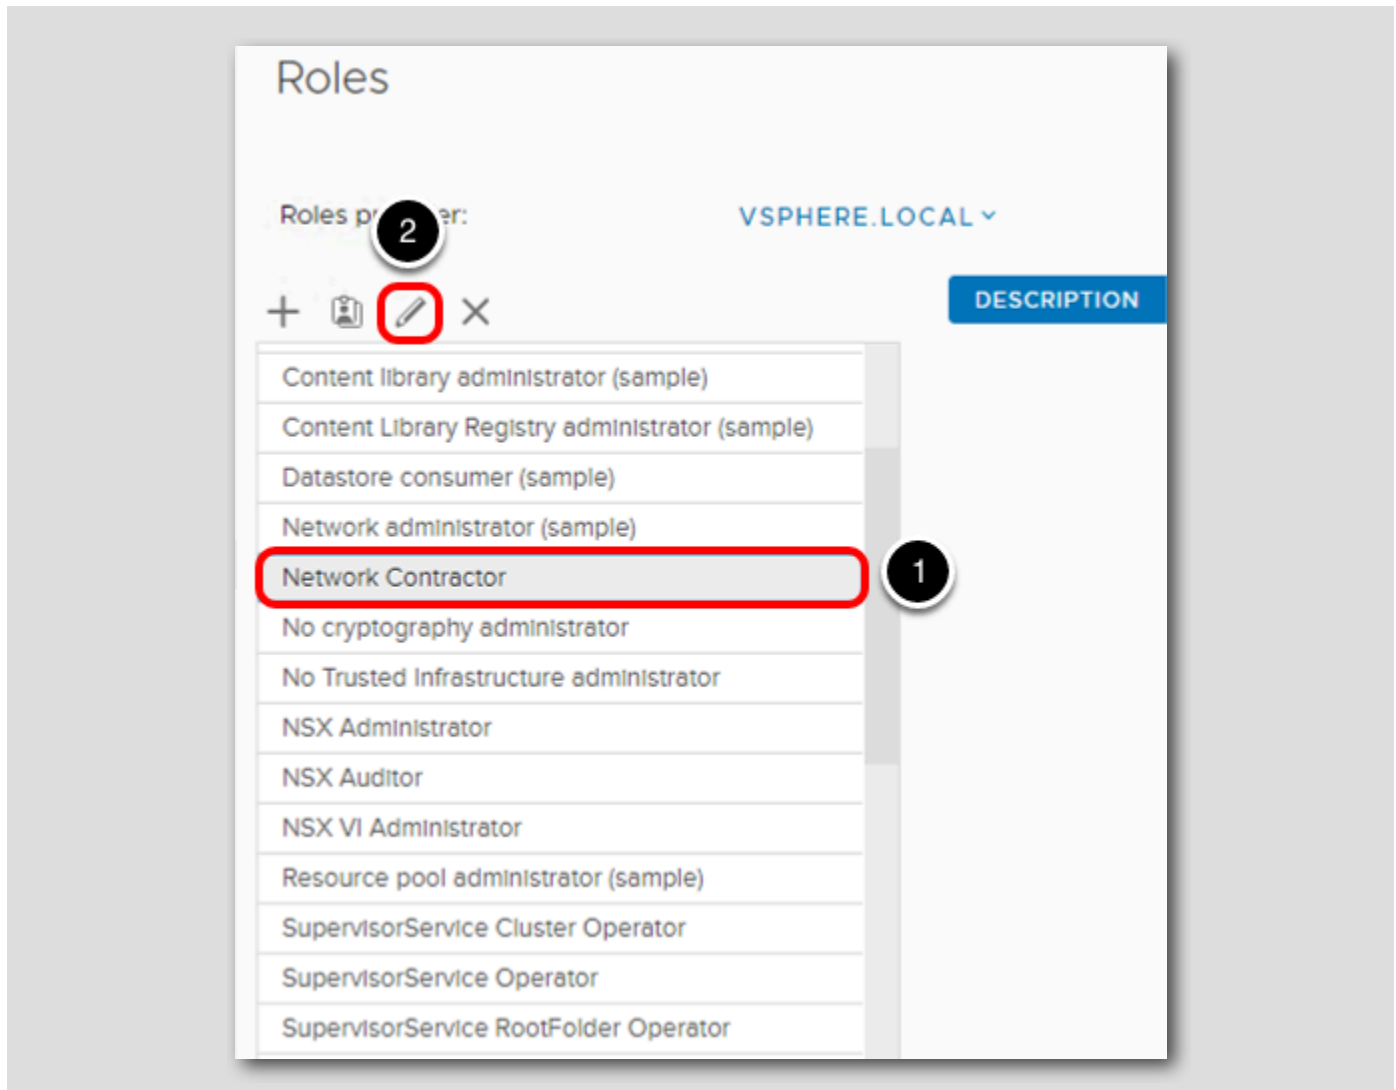 Roles
Roles pr er:
VSPHERE.LOCAL
2
DESCRIPTION
Content library administrator (sample)
Content Library Registry administrator (sample)
Datastore consumer (sample)
Network administrator (sample)
Network Contractor
1
No cryptography administrator
No Trusted Infrastructure administrator
NSX Administrator
NSX Auditor
NSX VI Administrator
Resource pool administrator (sample)
SupervisorService Cluster Operator
SupervisorService Operator
SupervisorService RootFolder Operator